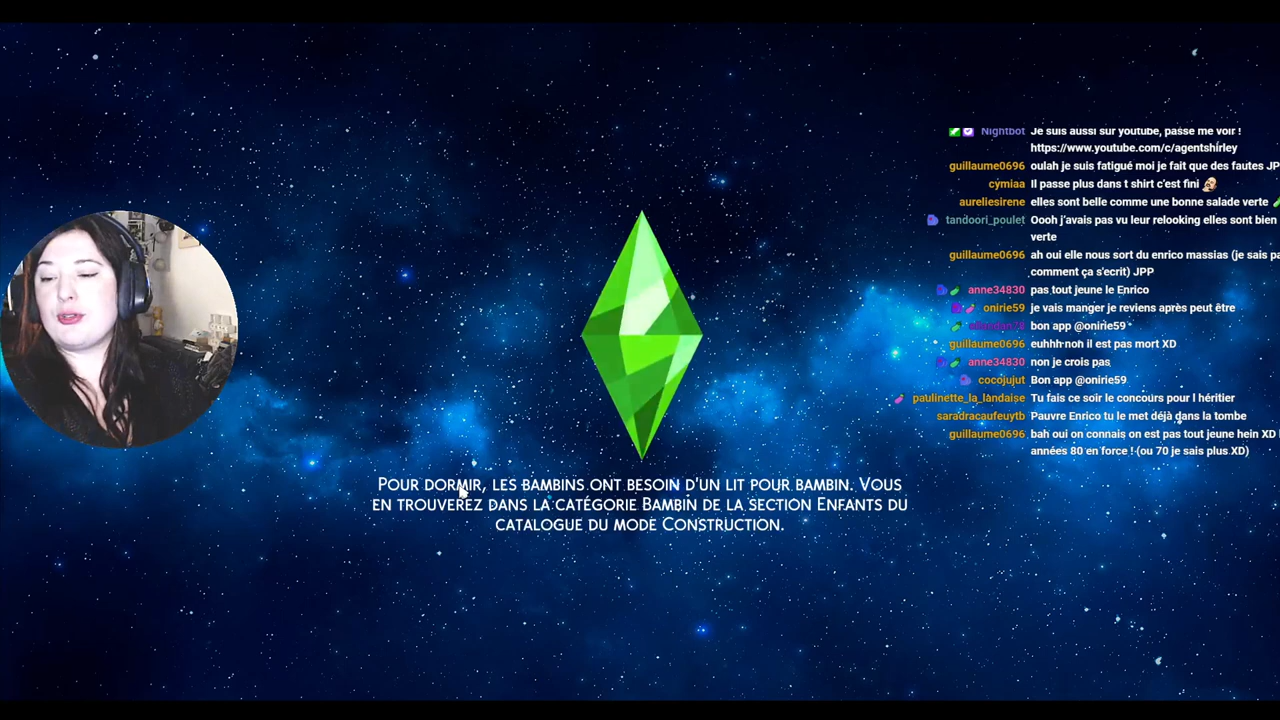 Nightbot Je suis aussi sur youtube, passe me voir !
https://www.youtube.com/c/agentshirley
guillaume0696 oulah je suis fatigué moi je fait que des fautes JP
cymiaa Il passe plus dans t shirt c'est fini
aureliesirene elles sont belle comme une bonne salade verte
tandoori_poulet Oooh j'avais pas vu leur relooking elles sont bien
verte
guillaume0696 ah oui elle nous sort du enrico massias (je sais pa
comment ça s'ecrit) JPP
anne34830 pas tout jeune le Enrico
onirie59 je vais manger je reviens après peut être
bon app @onirie59
guillaume0696 euhhh noh il est pas mort XD
anne34830 non je crois pas
cocojujut Bon app @onirie59
paulinette_la_landaise Tu fais ce soir le concours pour l héritier
saradracaufeuytb Pauvre Enrico tu le met déjà dans la tombe
guillaume0696 bah oui on connais on est pas tout jeune hein XD
années 80 en force ! (ou 70 je sais plus XD)
Pour dormir, les bambins ont besoin d'un lit pour bambin. Vous
en trouverez dans la catégorie Bambin de la section Enfants du
catalogue du mode Construction.